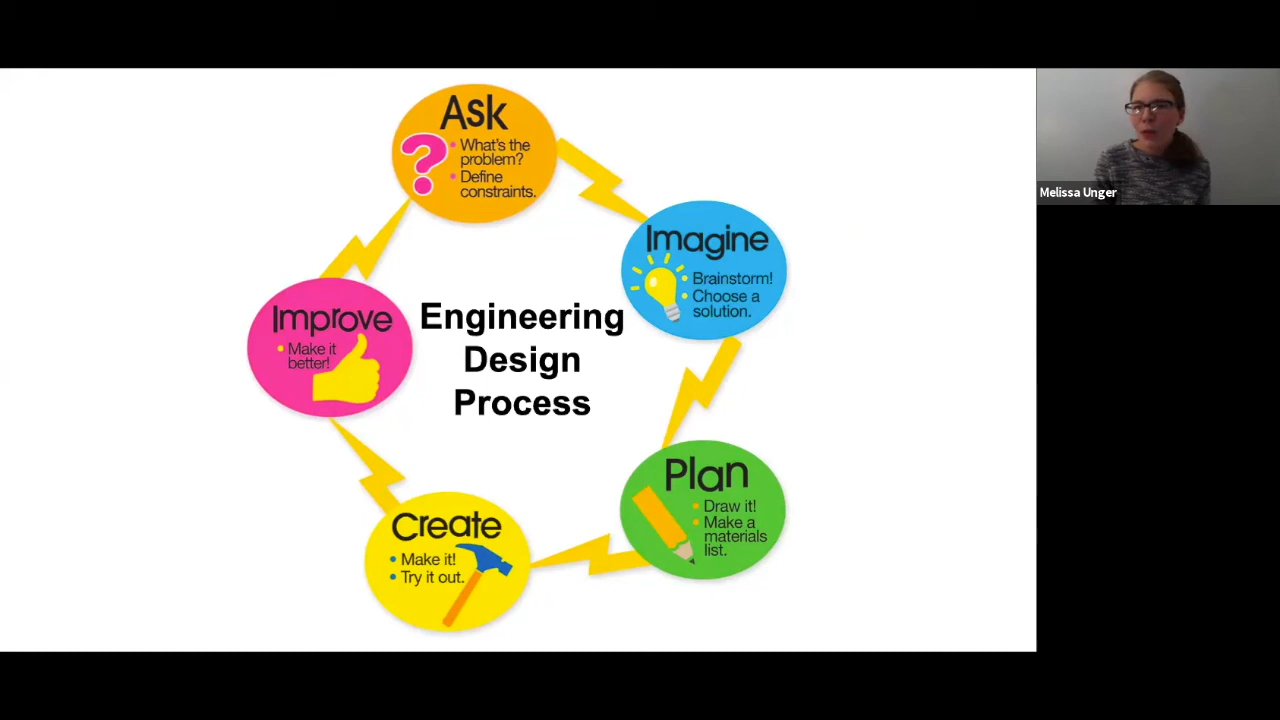 Ask
• What's the
problem?
• Define
constraints.
Imagine
• Brainstorm!
• Choose a
solution.
Plan
• Draw it!
• Make a
materials
list.
Create
• Make it!
• Try it out.
Improve
• Make it
better!
Engineering
Design
Process
Melissa Unger